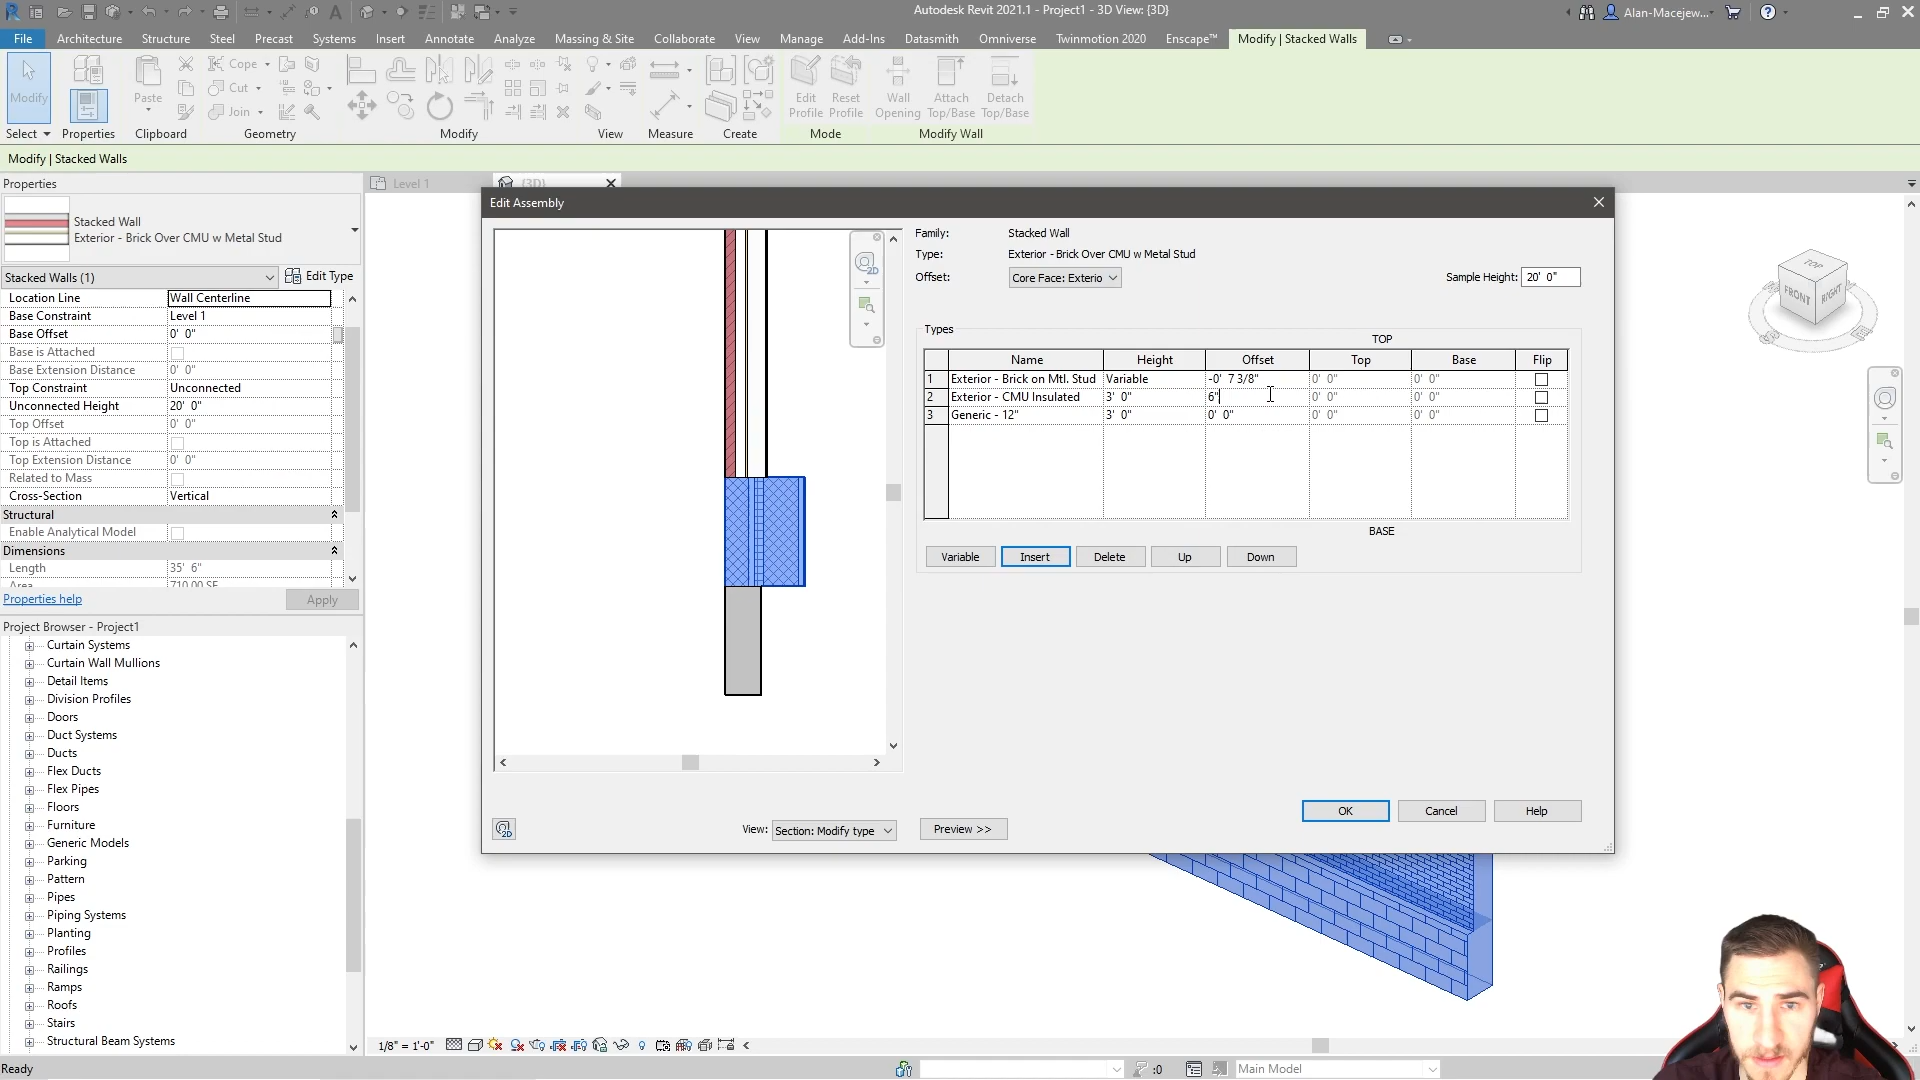 Autodesk Revit 2021.1 - Project1 - 3D View: {3D}
Alan-Macejew...
File Architecture Structure Steel Precast Systems Insert Annotate Analyze Massing & Site Collaborate View Manage Add-Ins Datasmith Omniverse Twinmotion 2020 Enscape™ Modify | Stacked Walls
Modify
Paste
Cope
Cut
Join
Edit Profile
Reset Profile
Wall Opening
Attach Top/Base
Detach Top/Base
Select Properties Clipboard Geometry Modify View Measure Create Mode Modify Wall
Modify | Stacked Walls
Properties
Level 1
{3D}
Stacked Wall
Exterior - Brick Over CMU w Metal Stud
Stacked Walls (1)
Edit Type
Location Line Wall Centerline
Base Constraint Level 1
Base Offset 0' 0"
Base is Attached
Base Extension Distance 0' 0"
Top Constraint Unconnected
Unconnected Height 20' 0"
Top Offset 0' 0"
Top is Attached
Top Extension Distance 0' 0"
Related to Mass
Cross-Section Vertical
Structural
Enable Analytical Model
Dimensions
Length 35' 6"
Area 710.00 SF
Properties help
Apply
Project Browser - Project1
Curtain Systems
Curtain Wall Mullions
Detail Items
Division Profiles
Doors
Duct Systems
Ducts
Flex Ducts
Flex Pipes
Floors
Furniture
Generic Models
Parking
Pattern
Pipes
Piping Systems
Planting
Profiles
Railings
Ramps
Roofs
Stairs
Structural Beam Systems
Edit Assembly
Family: Stacked Wall
Type: Exterior - Brick Over CMU w Metal Stud
Offset: Core Face: Exterio
Sample Height: 20' 0"
Types
TOP
Name Height Offset Top Base Flip
1 Exterior - Brick on Mtl. Stud Variable -0' 7 3/8" 0' 0" 0' 0"
2 Exterior - CMU Insulated 3' 0" 6" 0' 0" 0' 0"
3 Generic - 12" 3' 0" 0' 0" 0' 0" 0' 0"
BASE
Variable Insert Delete Up Down
2D
OK Cancel Help
View: Section: Modify type
Preview >>
TOP
FRONT
RIGHT
1/8" = 1'-0"
Ready
:0
Main Model